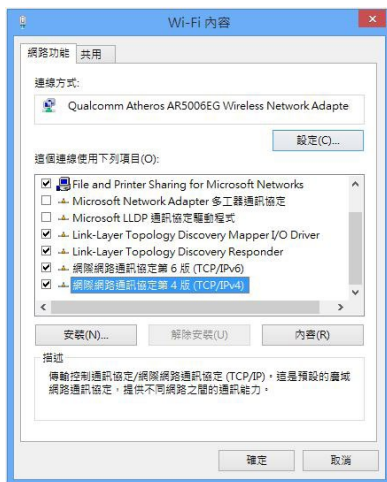 Wi-Fi 內容
網路功能 共用
連線方式:
Qualcomm Atheros AR5006EG Wireless Network Adapte
設定(C)...
這個連線使用下列項目(O):
File and Printer Sharing for Microsoft Networks
Microsoft Network Adapter 多工器通訊協定
Microsoft LLDP 通訊協定驅動程式
Link-Layer Topology Discovery Mapper I/O Driver
Link-Layer Topology Discovery Responder
網際網路通訊協定第 6 版 (TCP/IPv6)
網際網路通訊協定第 4 版 (TCP/IPv4)
安裝(N)... 解除安裝(U) 內容(R)
描述
傳輸控制通訊協定/網際網路通訊協定 (TCP/IP)。這是預設的廣域
網路通訊協定，提供不同網路之間的通訊能力。
確定 取消